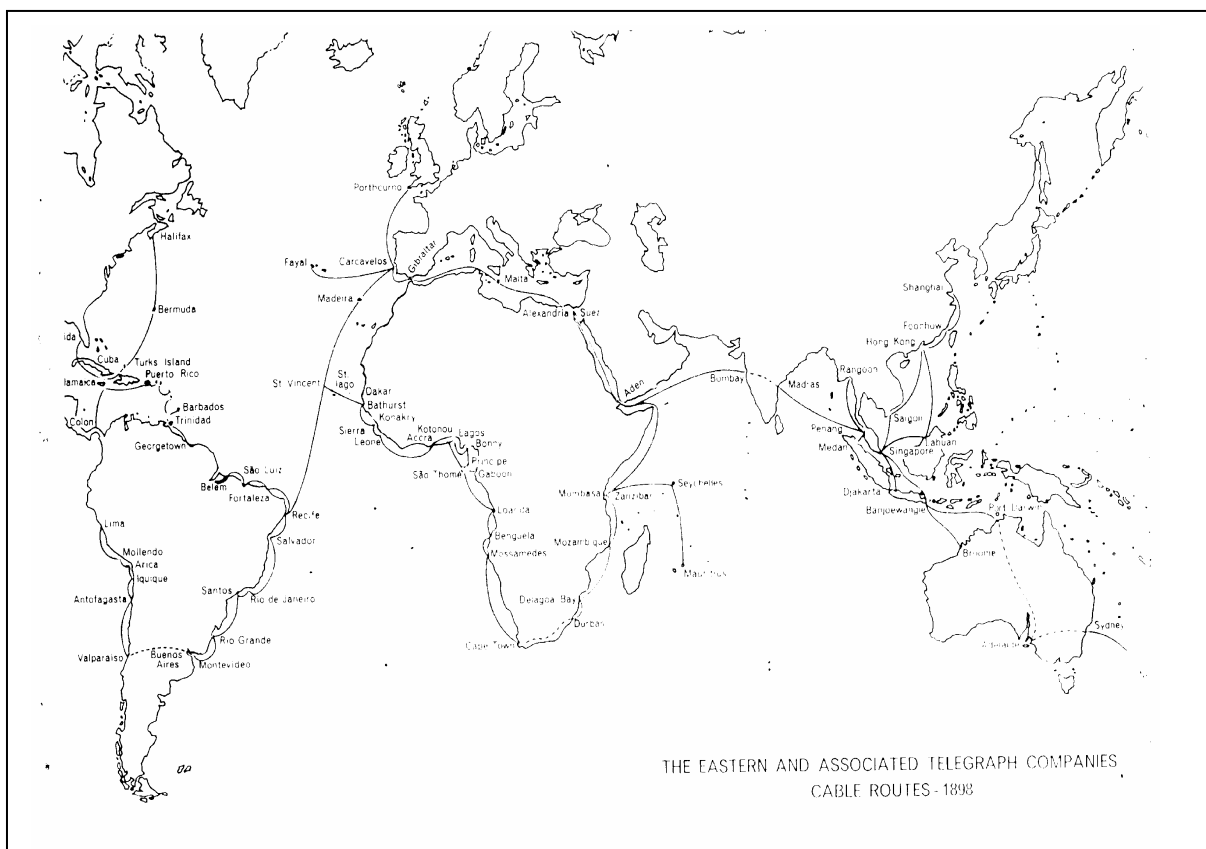 Porthcurno
Halifax
Fayal
Carcavelos
Gibraltar
Malta
Madeira
Bermuda
Alexandria
Suez
Shanghai
Foochow
Hong Kong
Cuba
Turks Island
Puerto Rico
Jamaica
St Vincent
St.
Iago
Dakar
Bathurst
Konakry
Sierra
Leone
Kotonou
Accra
Lagos
Bonny
Principe
São Thomé
Gaboon
Aden
Bombay
Madras
Rangoon
Saigon
Penang
Medan
Labuan
Singapore
Djakarta
Banjoewangie
Port Darwin
Broome
Barbados
Trinidad
Colon
Georgetown
São Luiz
Belém
Fortaleza
Recife
Salvador
Lima
Mollendo
Arica
Iquique
Antofagasta
Santos
Rio de Janeiro
Rio Grande
Valparaiso
Buenos
Aires
Montevideo
Loanda
Benguela
Mossamedes
Mombasa
Zanzibar
Seychelles
Mozambique
Mauritius
Delagoa Bay
Durban
Cape Town
Adelaide
Sydney
THE EASTERN AND ASSOCIATED TELEGRAPH COMPANIES
CABLE ROUTES - 1898